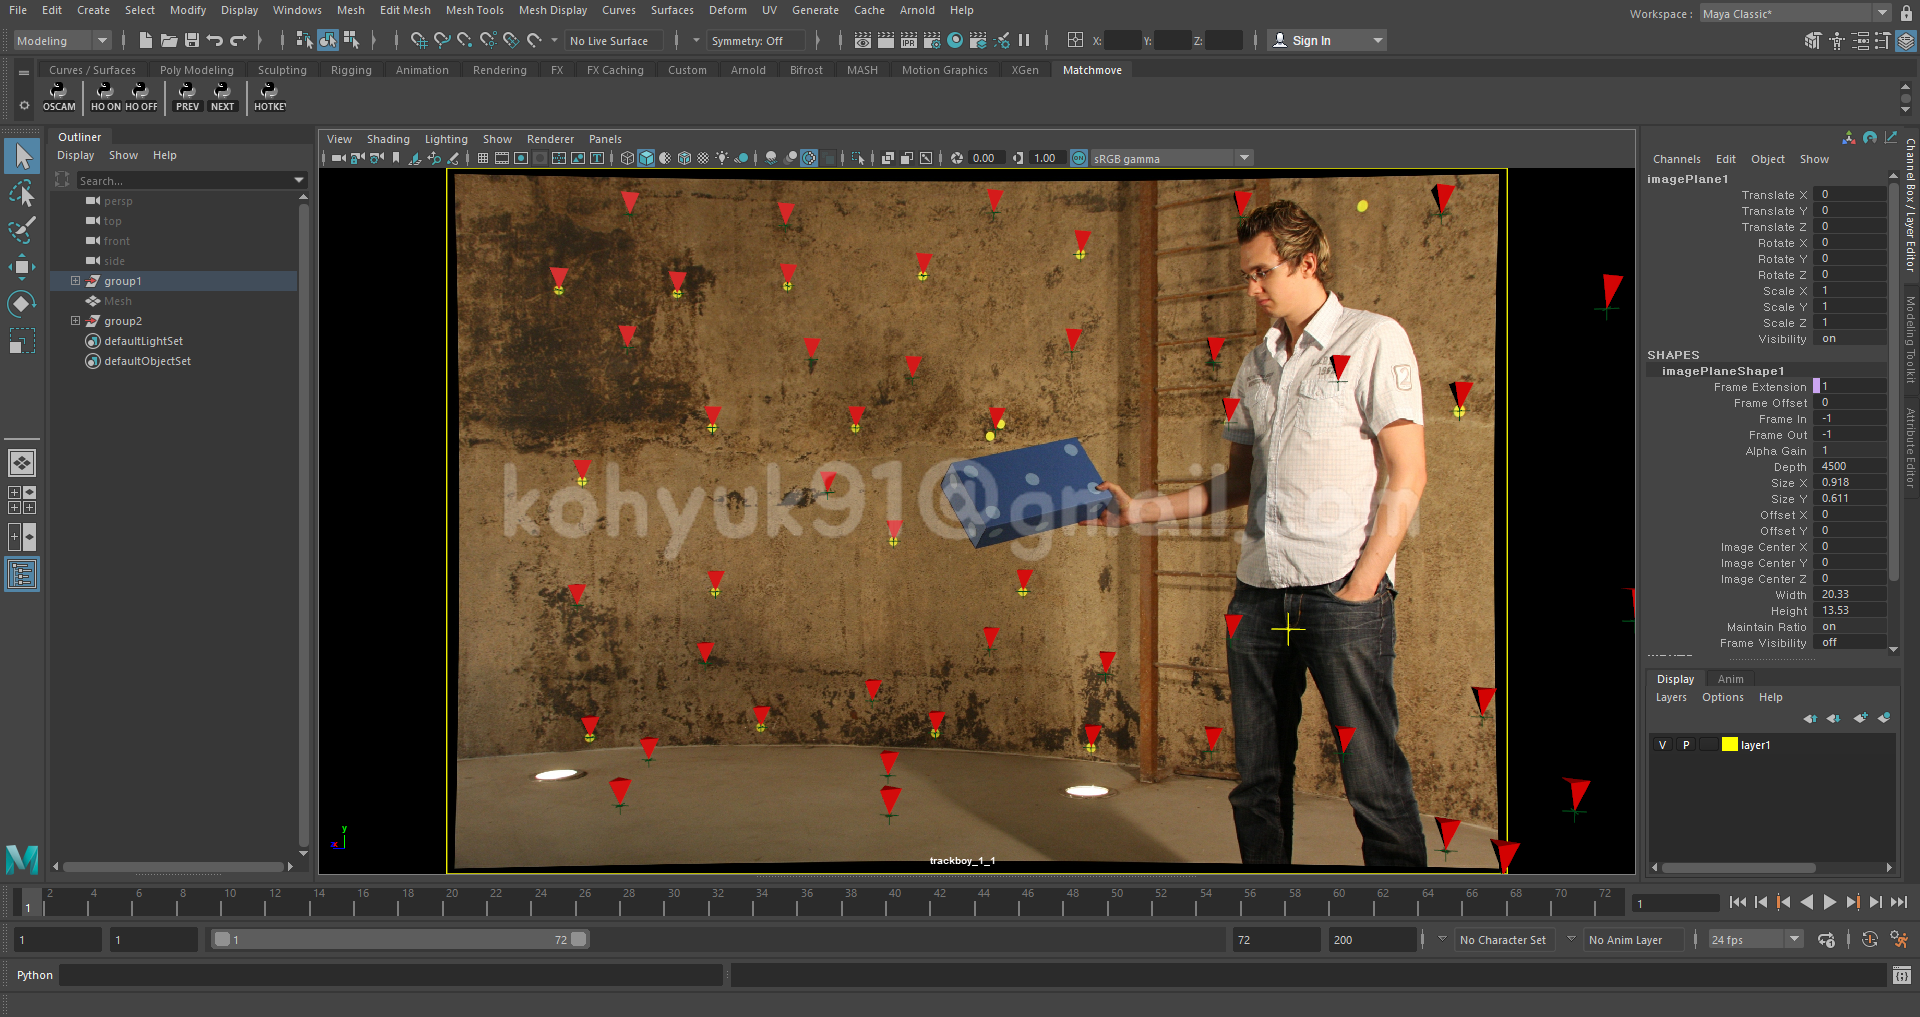 File Edit Create Select Modify Display Windows Mesh Edit Mesh Mesh Tools Mesh Display Curves Surfaces Deform UV Generate Cache Arnold Help
Workspace : Maya Classic*
Modeling No Live Surface Symmetry: Off X: Y: Z: Sign In
Curves / Surfaces Poly Modeling Sculpting Rigging Animation Rendering FX FX Caching Custom Arnold Bifrost MASH Motion Graphics XGen Matchmove
OSCAM HO ON HO OFF PREV NEXT HOTKE
Outliner
Display Show Help
Search...
persp
top
front
side
group1
Mesh
group2
defaultLightSet
defaultObjectSet
View Shading Lighting Show Renderer Panels
0.00 1.00 ON sRGB gamma
kohyuk91@gmail.com
y
x
trackboy_1_1
Channels Edit Object Show
imagePlane1
Translate X 0
Translate Y 0
Translate Z 0
Rotate X 0
Rotate Y 0
Rotate Z 0
Scale X 1
Scale Y 1
Scale Z 1
Visibility on
SHAPES
imagePlaneShape1
Frame Extension 1
Frame Offset 0
Frame In -1
Frame Out -1
Alpha Gain 1
Depth 4500
Size X 0.918
Size Y 0.611
Offset X 0
Offset Y 0
Image Center X 0
Image Center Y 0
Image Center Z 0
Width 20.33
Height 13.53
Maintain Ratio on
Frame Visibility off
Channel Box / Layer Editor
Modeling Toolkit
Attribute Editor
Display Anim
Layers Options Help
V P layer1
2 4 6 8 10 12 14 16 18 20 22 24 26 28 30 32 34 36 38 40 42 44 46 48 50 52 54 56 58 60 62 64 66 68 70 72
1 1
1 1 1 72 72 200 No Character Set No Anim Layer 24 fps
Python